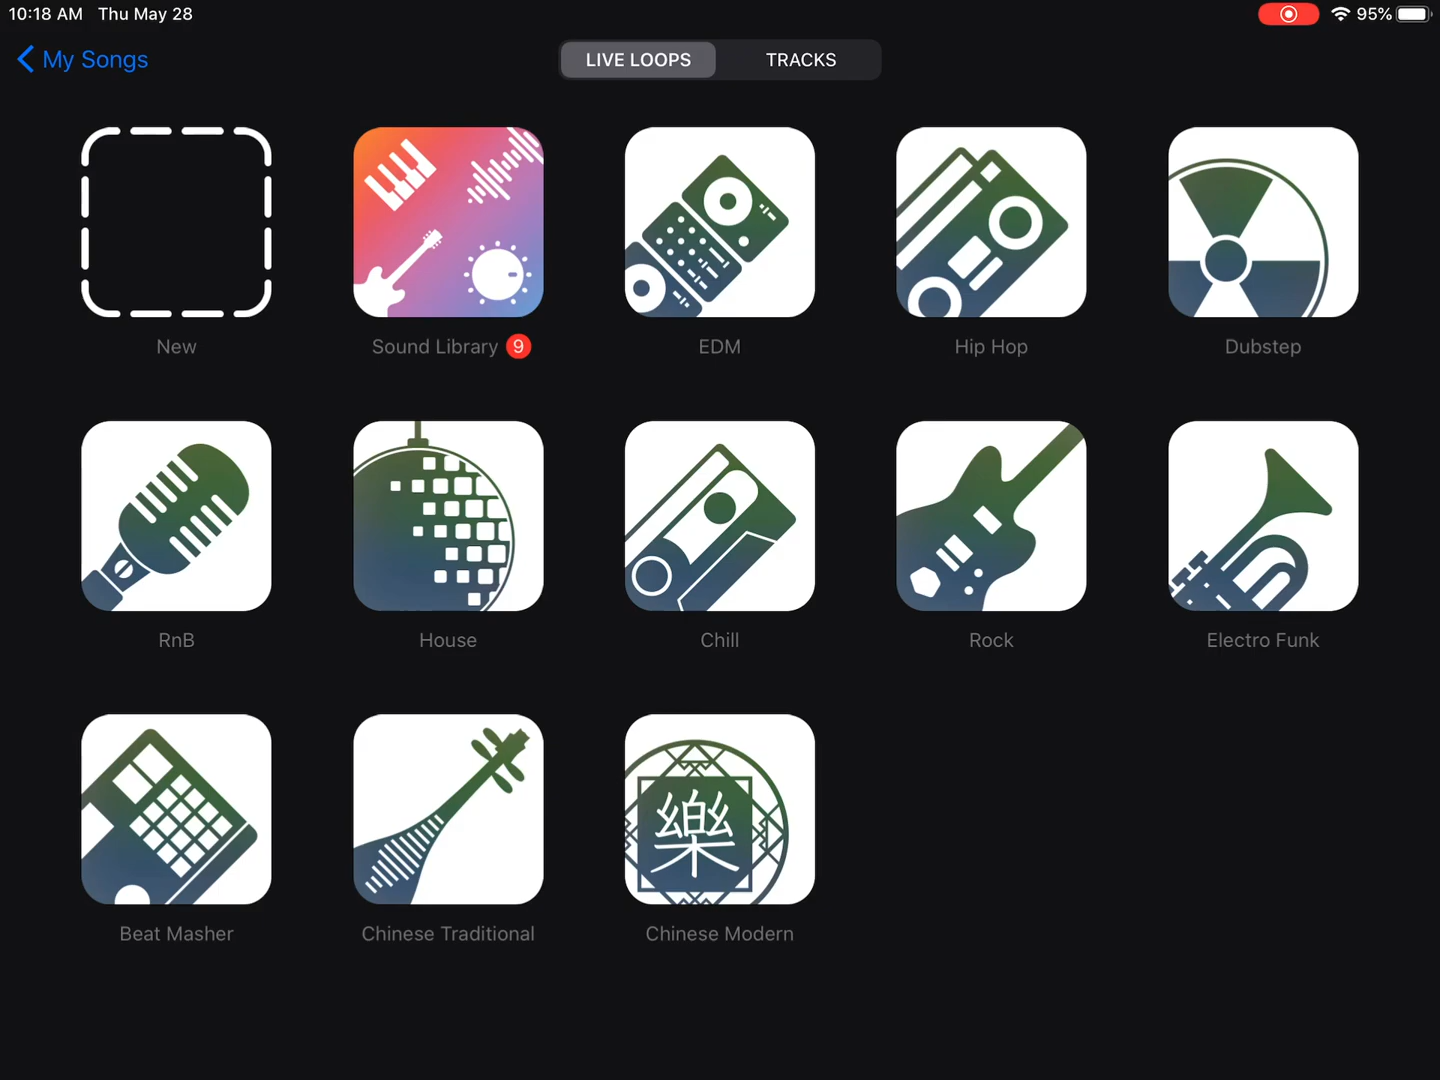 10:18 AM Thu May 28
95%
My Songs
LIVE LOOPS
TRACKS
New
Sound Library 9
EDM
Hip Hop
Dubstep
RnB
House
Chill
Rock
Electro Funk
樂
Beat Masher
Chinese Traditional
Chinese Modern